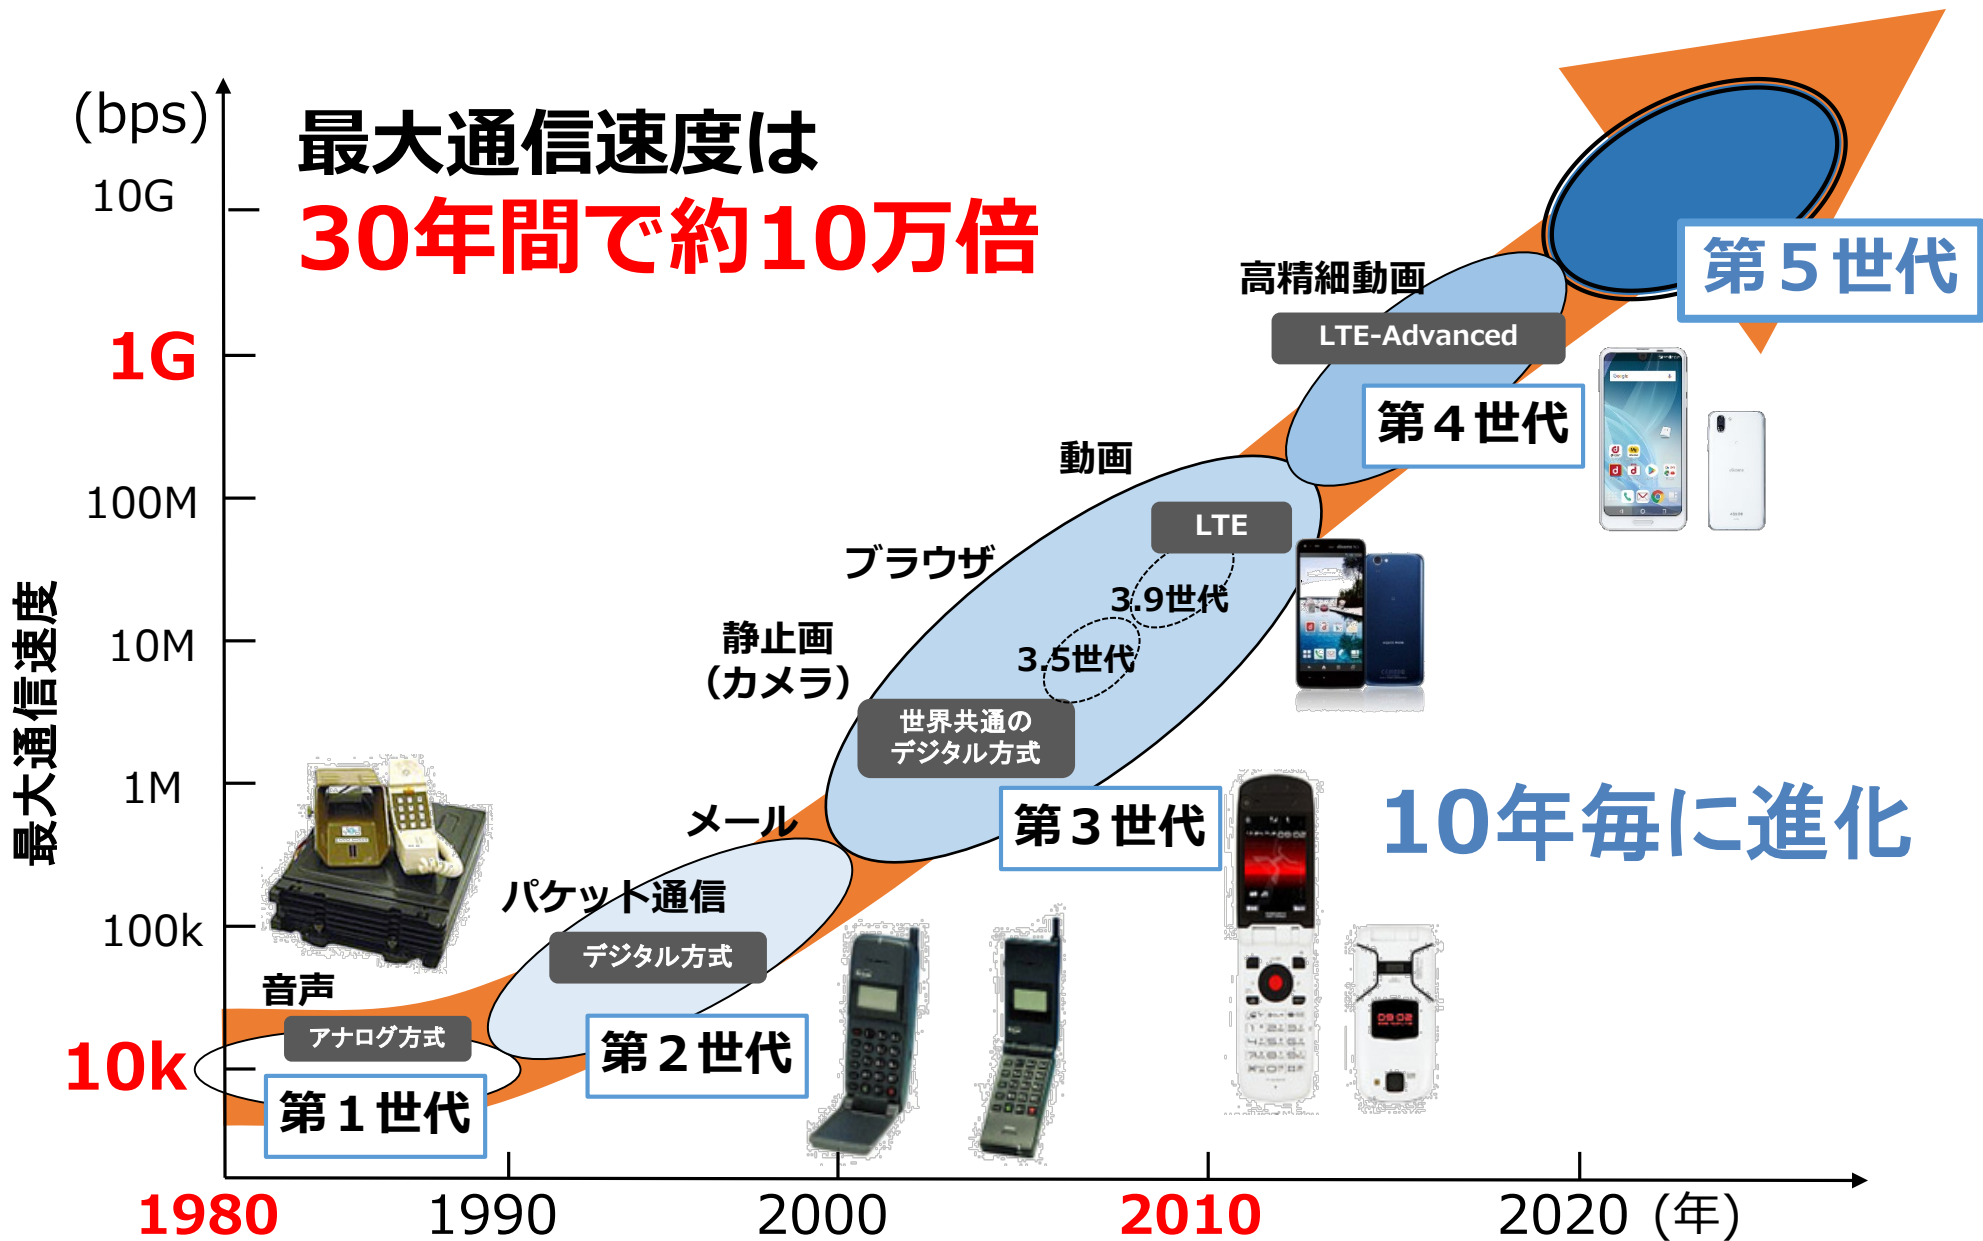 (bps)
最大通信速度は
30年間で約10万倍
10G
1G
100M
10M
1M
100k
10k
最大通信速度
第５世代
高精細動画
LTE-Advanced
第４世代
動画
LTE
ブラウザ
3.9世代
静止画
（カメラ）
3.5世代
世界共通の
デジタル方式
第３世代
10年毎に進化
メール
パケット通信
デジタル方式
第２世代
音声
アナログ方式
第１世代
1980
1990
2000
2010
2020 (年)